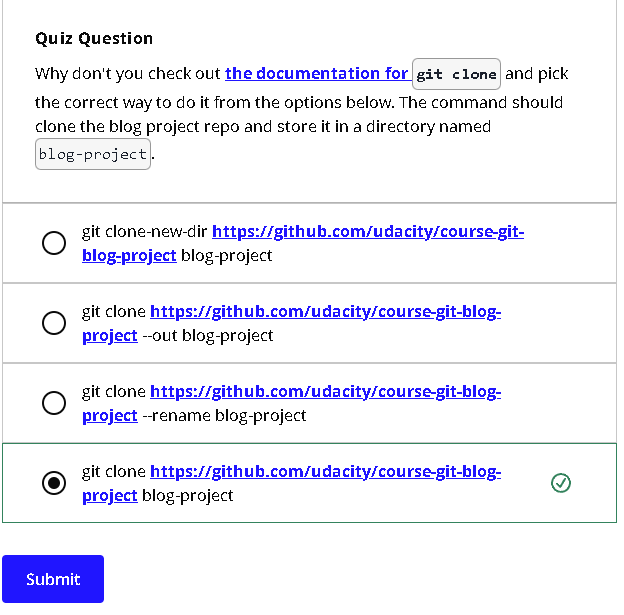 Quiz Question
Why don't you check out the documentation for git clone and pick
the correct way to do it from the options below. The command should
clone the blog project repo and store it in a directory named
blog-project.
git clone-new-dir https://github.com/udacity/course-git-
blog-project blog-project
git clone https://github.com/udacity/course-git-blog-
project --out blog-project
git clone https://github.com/udacity/course-git-blog-
project --rename blog-project
git clone https://github.com/udacity/course-git-blog-
project blog-project
Submit